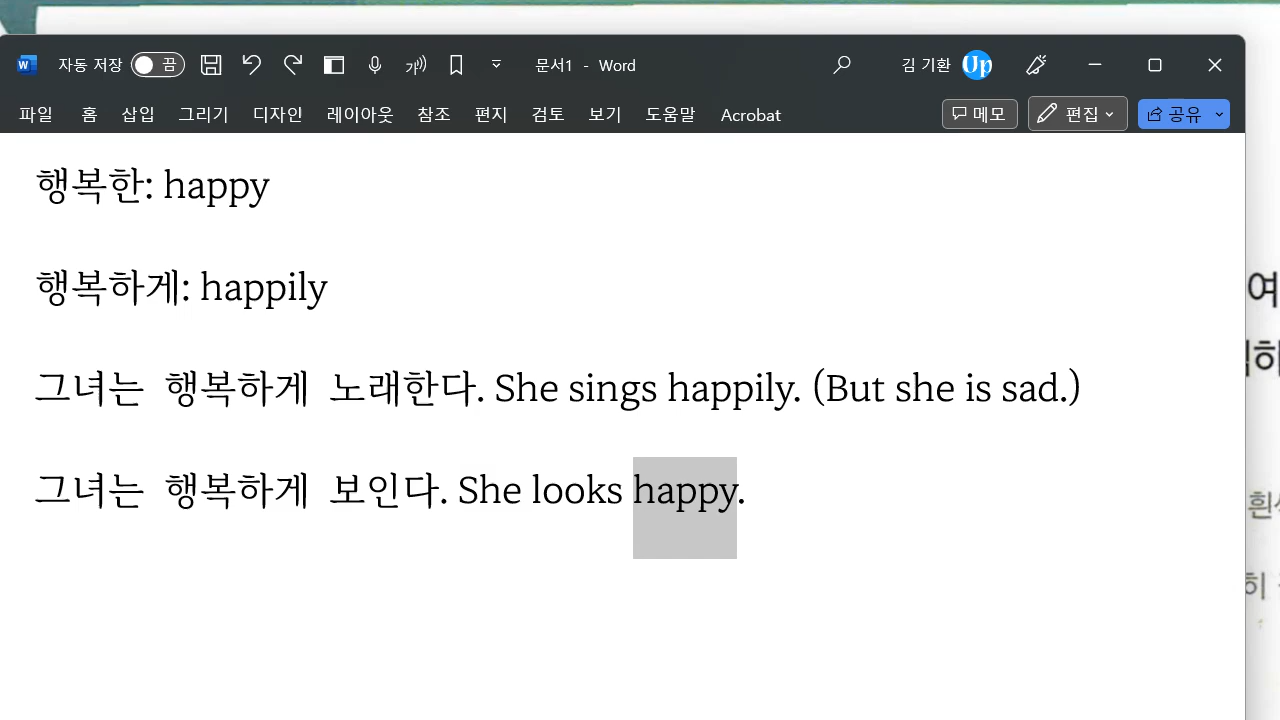 자동 저장 끔 문서1 - Word 김 기환 Up
파일 홈 삽입 그리기 디자인 레이아웃 참조 편지 검토 보기 도움말 Acrobat 메모 편집 공유
행복한: happy
행복하게: happily
그녀는 행복하게 노래한다. She sings happily. (But she is sad.)
그녀는 행복하게 보인다. She looks happy.
여
히